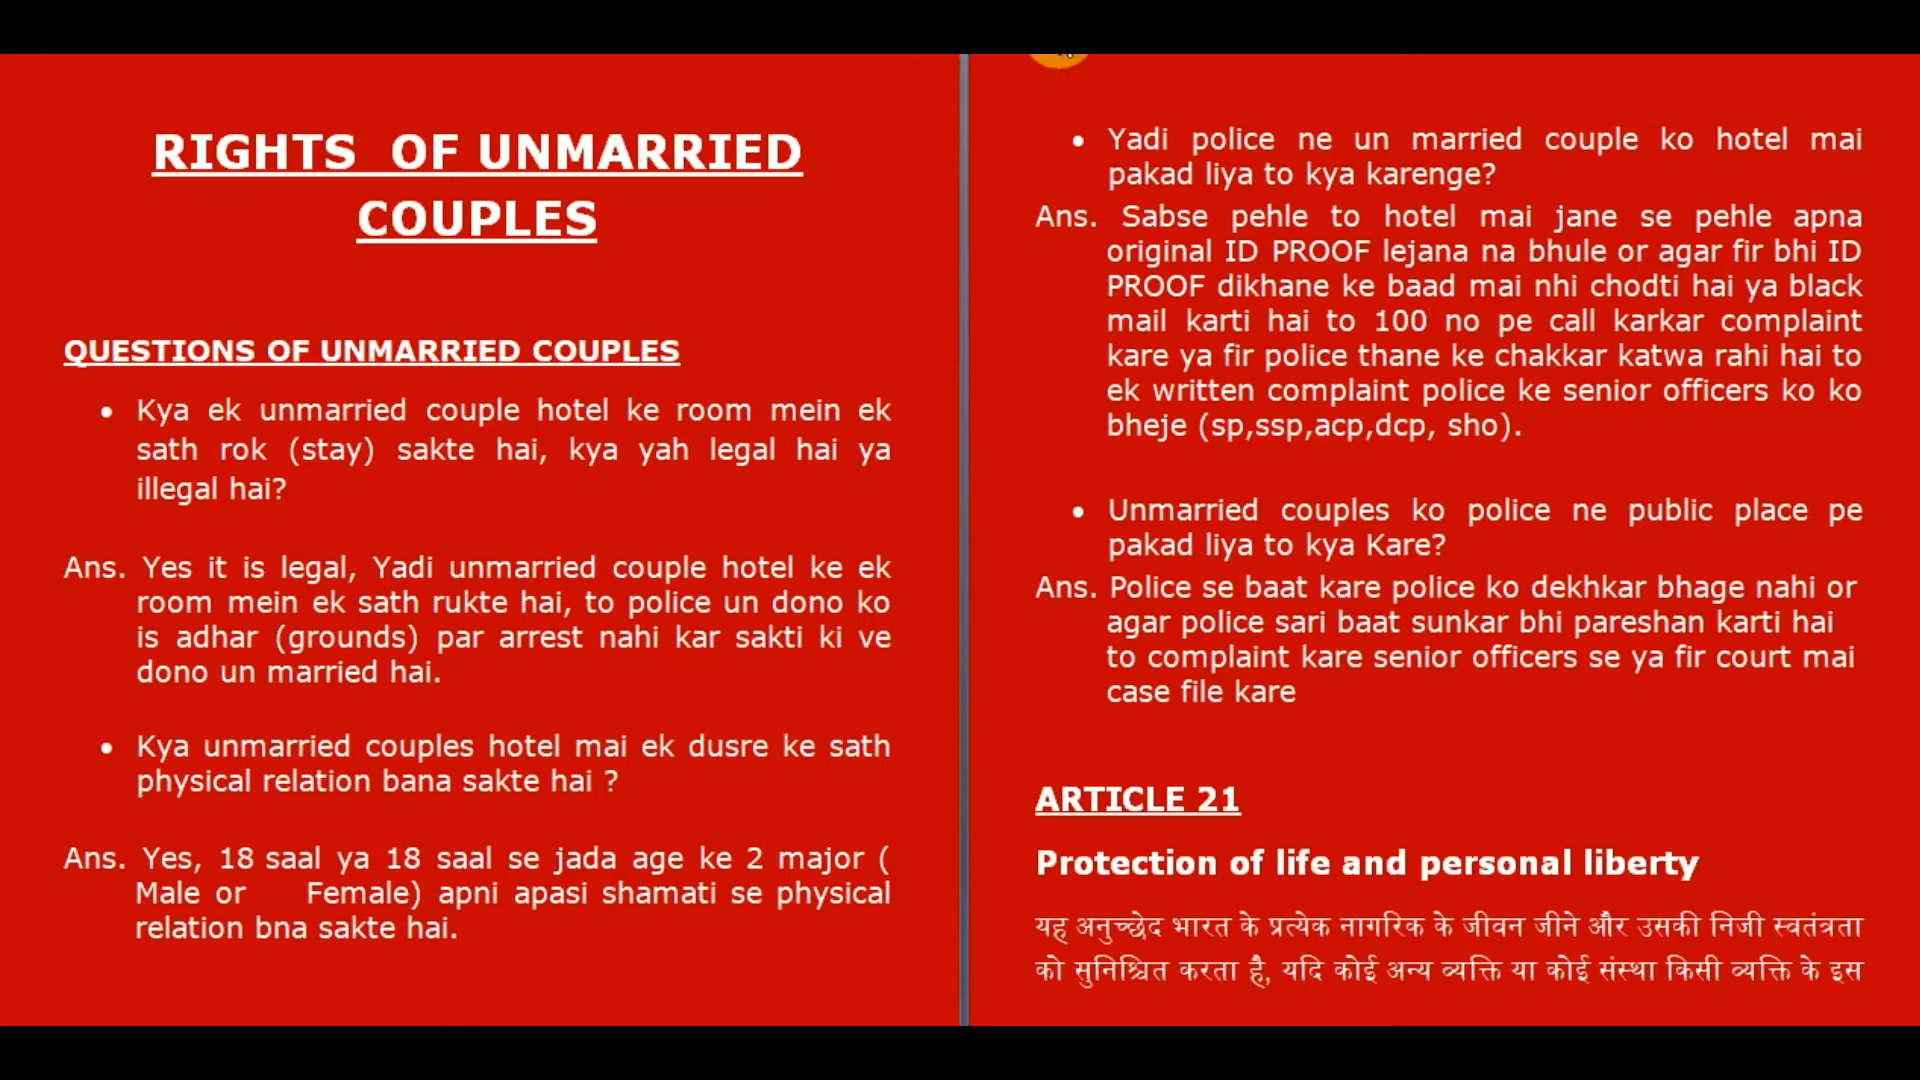 RIGHTS OF UNMARRIED
COUPLES
QUESTIONS OF UNMARRIED COUPLES
• Kya ek unmarried couple hotel ke room mein ek
sath rok (stay) sakte hai, kya yah legal hai ya
illegal hai?
Ans. Yes it is legal, Yadi unmarried couple hotel ke ek
room mein ek sath rukte hai, to police un dono ko
is adhar (grounds) par arrest nahi kar sakti ki ve
dono un married hai.
• Kya unmarried couples hotel mai ek dusre ke sath
physical relation bana sakte hai ?
Ans. Yes, 18 saal ya 18 saal se jada age ke 2 major (
Male or Female) apni apasi shamati se physical
relation bna sakte hai.
• Yadi police ne un married couple ko hotel mai
pakad liya to kya karenge?
Ans. Sabse pehle to hotel mai jane se pehle apna
original ID PROOF lejana na bhule or agar fir bhi ID
PROOF dikhane ke baad mai nhi chodti hai ya black
mail karti hai to 100 no pe call karkar complaint
kare ya fir police thane ke chakkar katwa rahi hai to
ek written complaint police ke senior officers ko ko
bheje (sp,ssp,acp,dcp, sho).
• Unmarried couples ko police ne public place pe
pakad liya to kya Kare?
Ans. Police se baat kare police ko dekhkar bhage nahi or
agar police sari baat sunkar bhi pareshan karti hai
to complaint kare senior officers se ya fir court mai
case file kare
ARTICLE 21
Protection of life and personal liberty
यह अनुच्छेद भारत के प्रत्येक नागरिक के जीवन जीने और उसकी निजी स्वतंत्रता
को सुनिश्चित करता है, यदि कोई अन्य व्यक्ति या कोई संस्था किसी व्यक्ति के इस